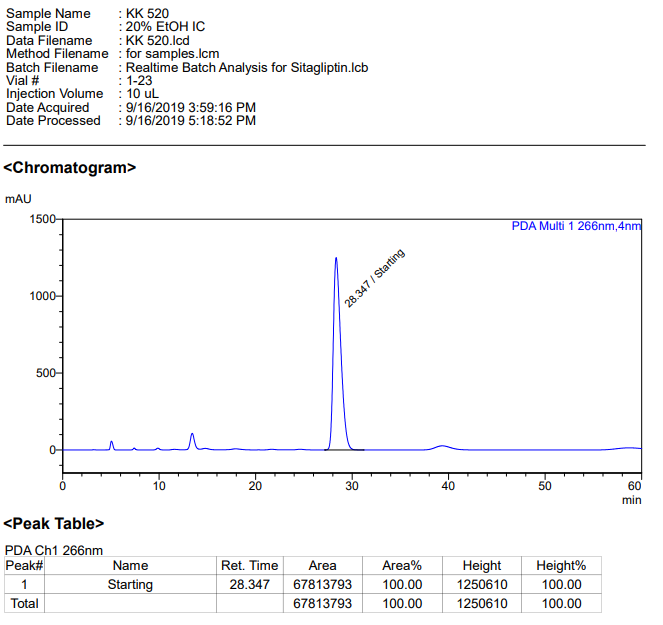 Sample Name : KK 520
Sample ID : 20% EtOH IC
Data Filename : KK 520.lcd
Method Filename : for samples.lcm
Batch Filename : Realtime Batch Analysis for Sitagliptin.lcb
Vial # : 1-23
Injection Volume : 10 uL
Date Acquired : 9/16/2019 3:59:16 PM
Date Processed : 9/16/2019 5:18:52 PM
<Chromatogram>
mAU
1500
PDA Multi 1 266nm,4nm
28.347 / Starting
1000
500
0
0 10 20 30 40 50 60
min
<Peak Table>
PDA Ch1 266nm
Peak# Name Ret. Time Area Area% Height Height%
1 Starting 28.347 67813793 100.00 1250610 100.00
Total 67813793 100.00 1250610 100.00